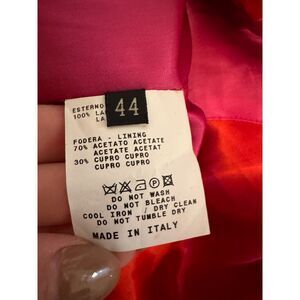 ESTERNO
44
100%
FODERA - LINING
70% ACETATO ACETATE
ACETATE ACETAT
30% CUPRO CUPRO
CUPRO CUPRO
DO NOT WASH
DO NOT BLEACH
COOL IRON / DRY CLEAN
DO NOT TUMBLE DRY
MADE IN ITALY